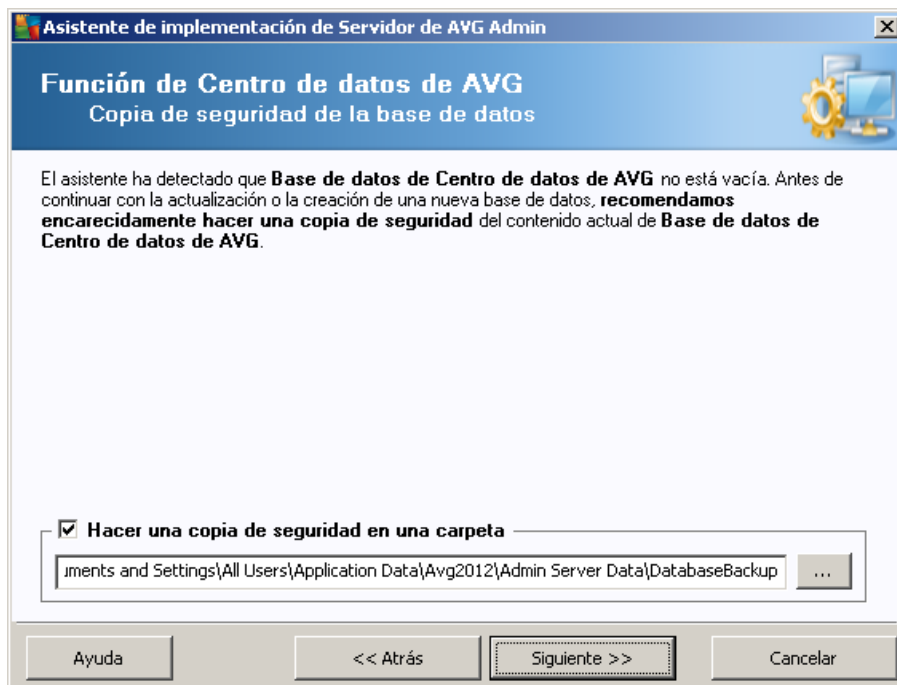 Asistente de implementación de Servidor de AVG Admin
Función de Centro de datos de AVG
Copia de seguridad de la base de datos
El asistente ha detectado que Base de datos de Centro de datos de AVG no está vacía. Antes de
continuar con la actualización o la creación de una nueva base de datos, recomendamos
encarecidamente hacer una copia de seguridad del contenido actual de Base de datos de
Centro de datos de AVG.
Hacer una copia de seguridad en una carpeta
uments and Settings\All Users\Application Data\Avg2012\Admin Server Data\DatabaseBackup
...
Ayuda
<< Atrás
Siguiente >>
Cancelar